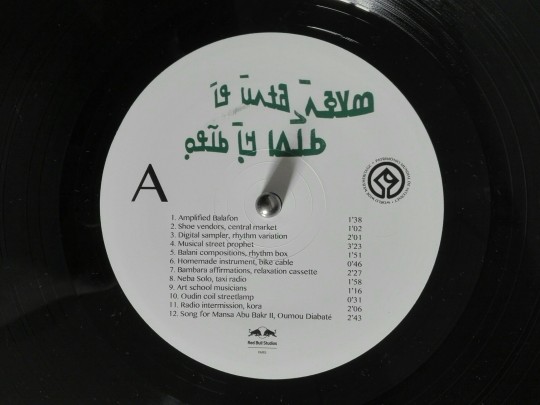 A
1. Amplified Balafon 1'38
2. Shoe vendors, central market 1'02
3. Digital sampler, rhythm variation 2'01
4. Musical street prophet 3'23
5. Balani compositions, rhythm box 1'51
6. Homemade instrument, bike cable 0'46
7. Bambara affirmations, relaxation cassette 2'27
8. Neba Solo, taxi radio 1'58
9. Art school musicians 1'16
10. Oudin coil streetlamp 0'31
11. Radio intermission, kora 2'06
12. Song for Mansa Abu Bakr II, Oumou Diabaté 2'43
Red Bull Studios